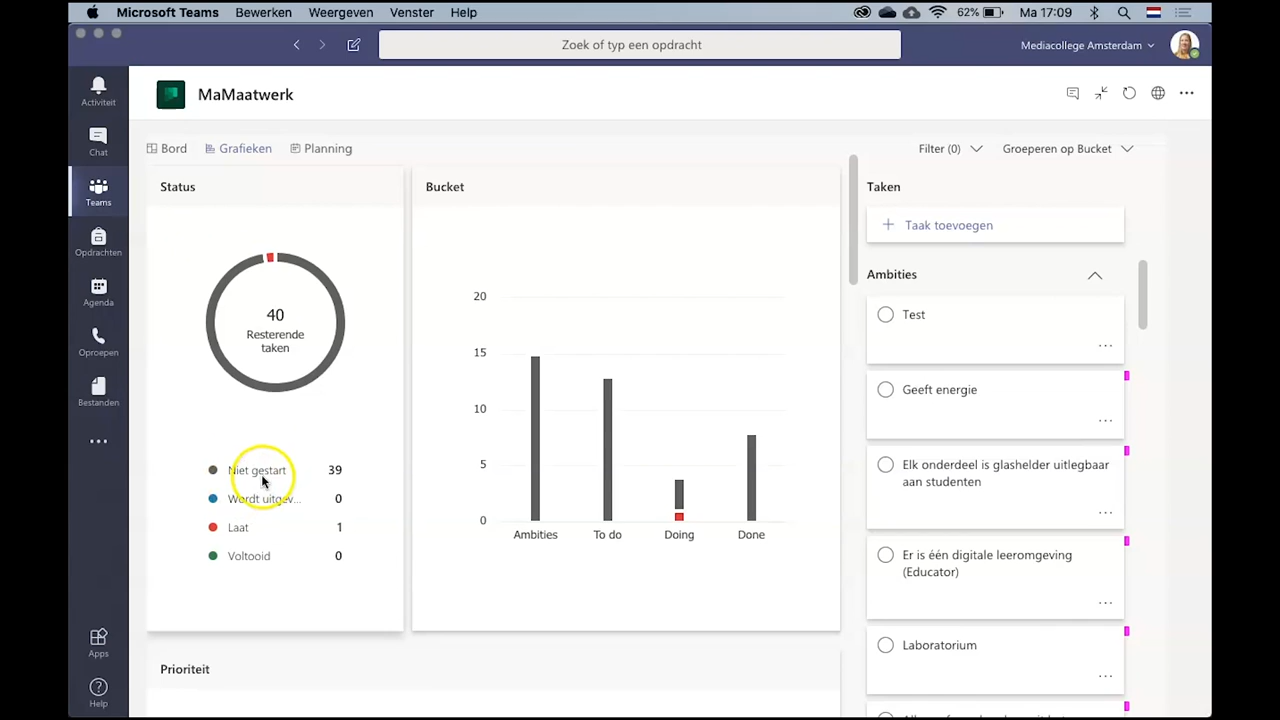 Microsoft Teams Bewerken Weergeven Venster Help 62% Ma 17:09
Zoek of typ een opdracht
Mediacollege Amsterdam
MaMaatwerk
Activiteit
Chat
Teams
Opdrachten
Agenda
Oproepen
Bestanden
Apps
Help
Bord Grafieken Planning Filter (0) Groeperen op Bucket
Status
40
Resterende
taken
Niet gestart 39
Wordt uitgev... 0
Laat 1
Voltooid 0
Bucket
20
15
10
5
0
Ambities To do Doing Done
Prioriteit
Taken
Taak toevoegen
Ambities
Test
Geeft energie
Elk onderdeel is glashelder uitlegbaar
aan studenten
Er is één digitale leeromgeving
(Educator)
Laboratorium